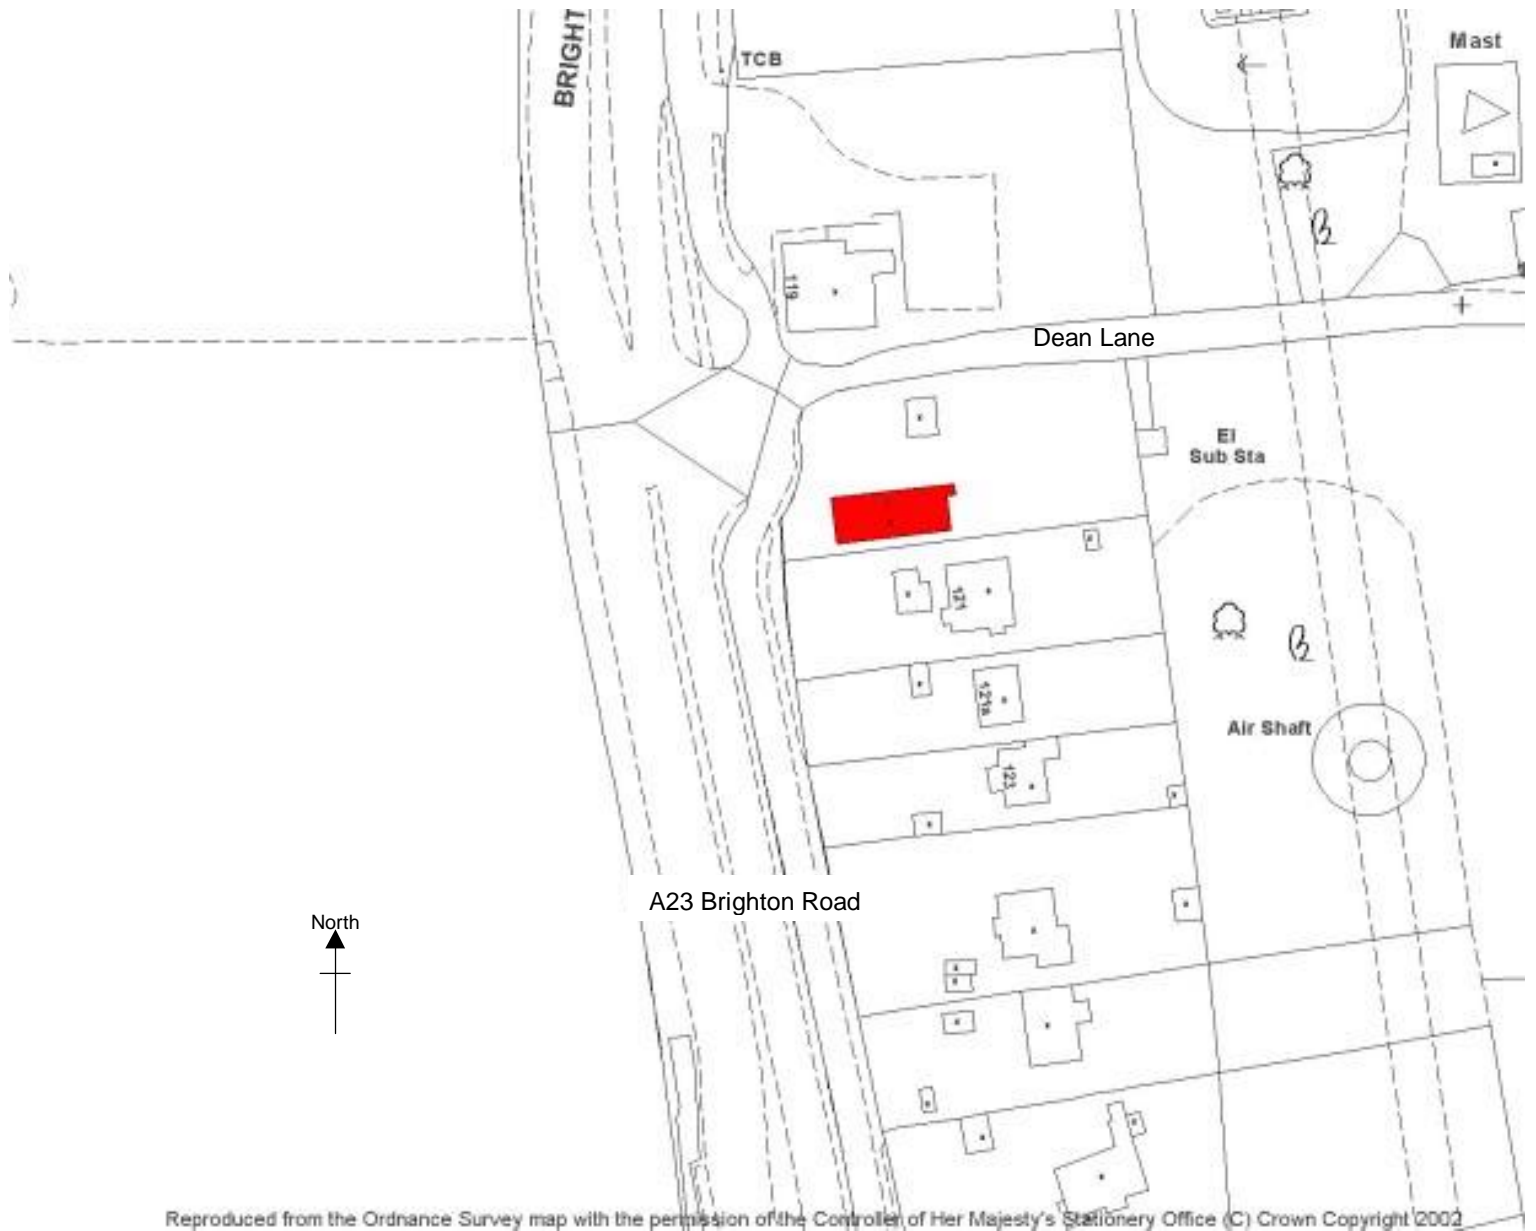 BRIGHT
TCB
Mast
119
Dean Lane
El
Sub Sta
121
121a
Air Shaft
123
A23 Brighton Road
North
Reproduced from the Ordnance Survey map with the permission of the Controller of Her Majesty's Stationery Office (C) Crown Copyright 2002